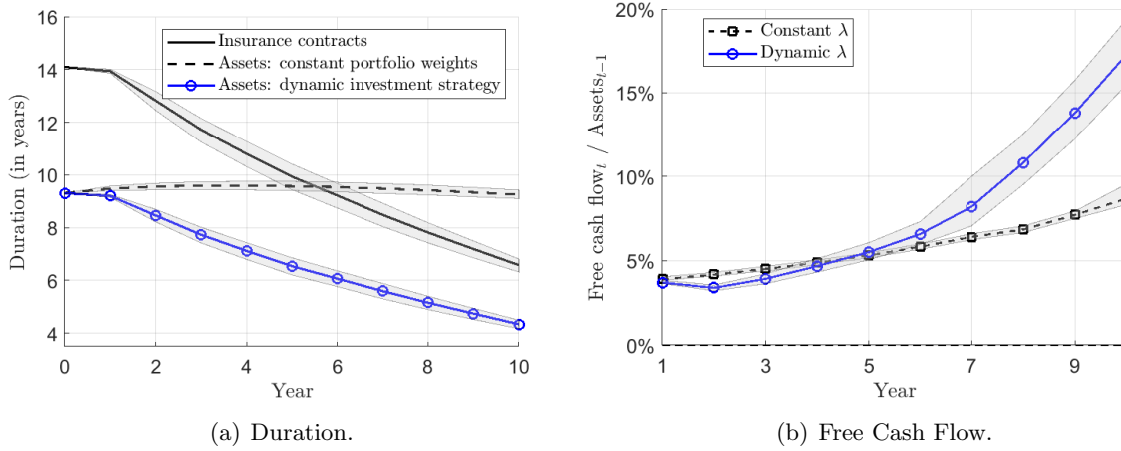 16
14
12
10
8
6
4
Duration (in years)
Insurance contracts
Assets: constant portfolio weights
Assets: dynamic investment strategy
0 2 4 6 8 10
Year
(a) Duration.
20%
15%
10%
5%
0%
Free cash flow_t / Assets_{t−1}
Constant λ
Dynamic λ
1 3 5 7 9
Year
(b) Free Cash Flow.